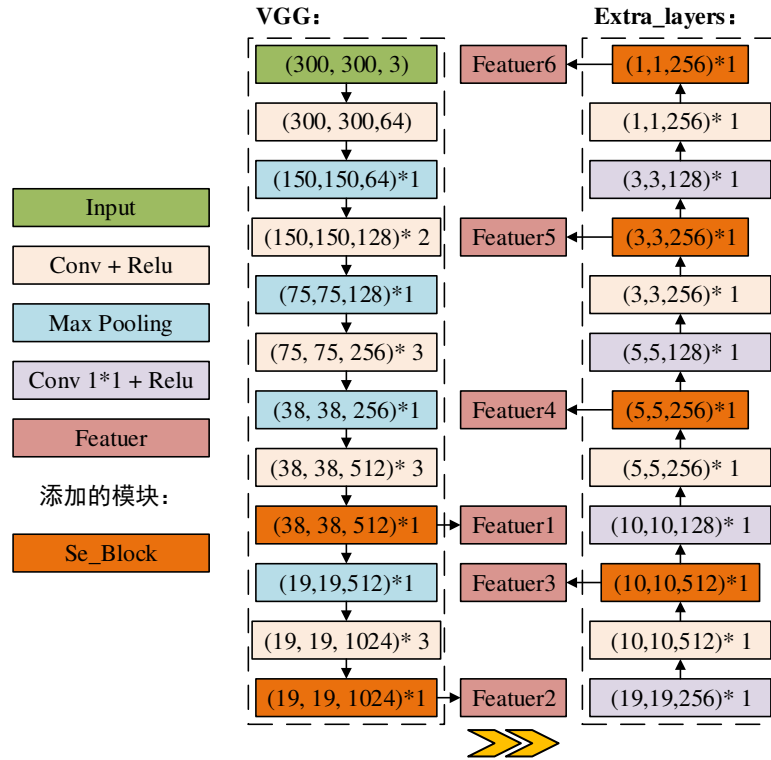 VGG：
Extra_layers：
(300, 300, 3)
(300, 300,64)
(150,150,64)*1
(150,150,128)* 2
(75,75,128)*1
(75, 75, 256)* 3
(38, 38, 256)*1
(38, 38, 512)* 3
(38, 38, 512)*1
(19,19,512)*1
(19, 19, 1024)* 3
(19, 19, 1024)*1
Input
Conv + Relu
Max Pooling
Conv 1*1 + Relu
Featuer
添加的模块：
Se_Block
Featuer6
Featuer5
Featuer4
Featuer1
Featuer3
Featuer2
(1,1,256)*1
(1,1,256)* 1
(3,3,128)* 1
(3,3,256)*1
(3,3,256)* 1
(5,5,128)* 1
(5,5,256)*1
(5,5,256)* 1
(10,10,128)* 1
(10,10,512)*1
(10,10,512)* 1
(19,19,256)* 1